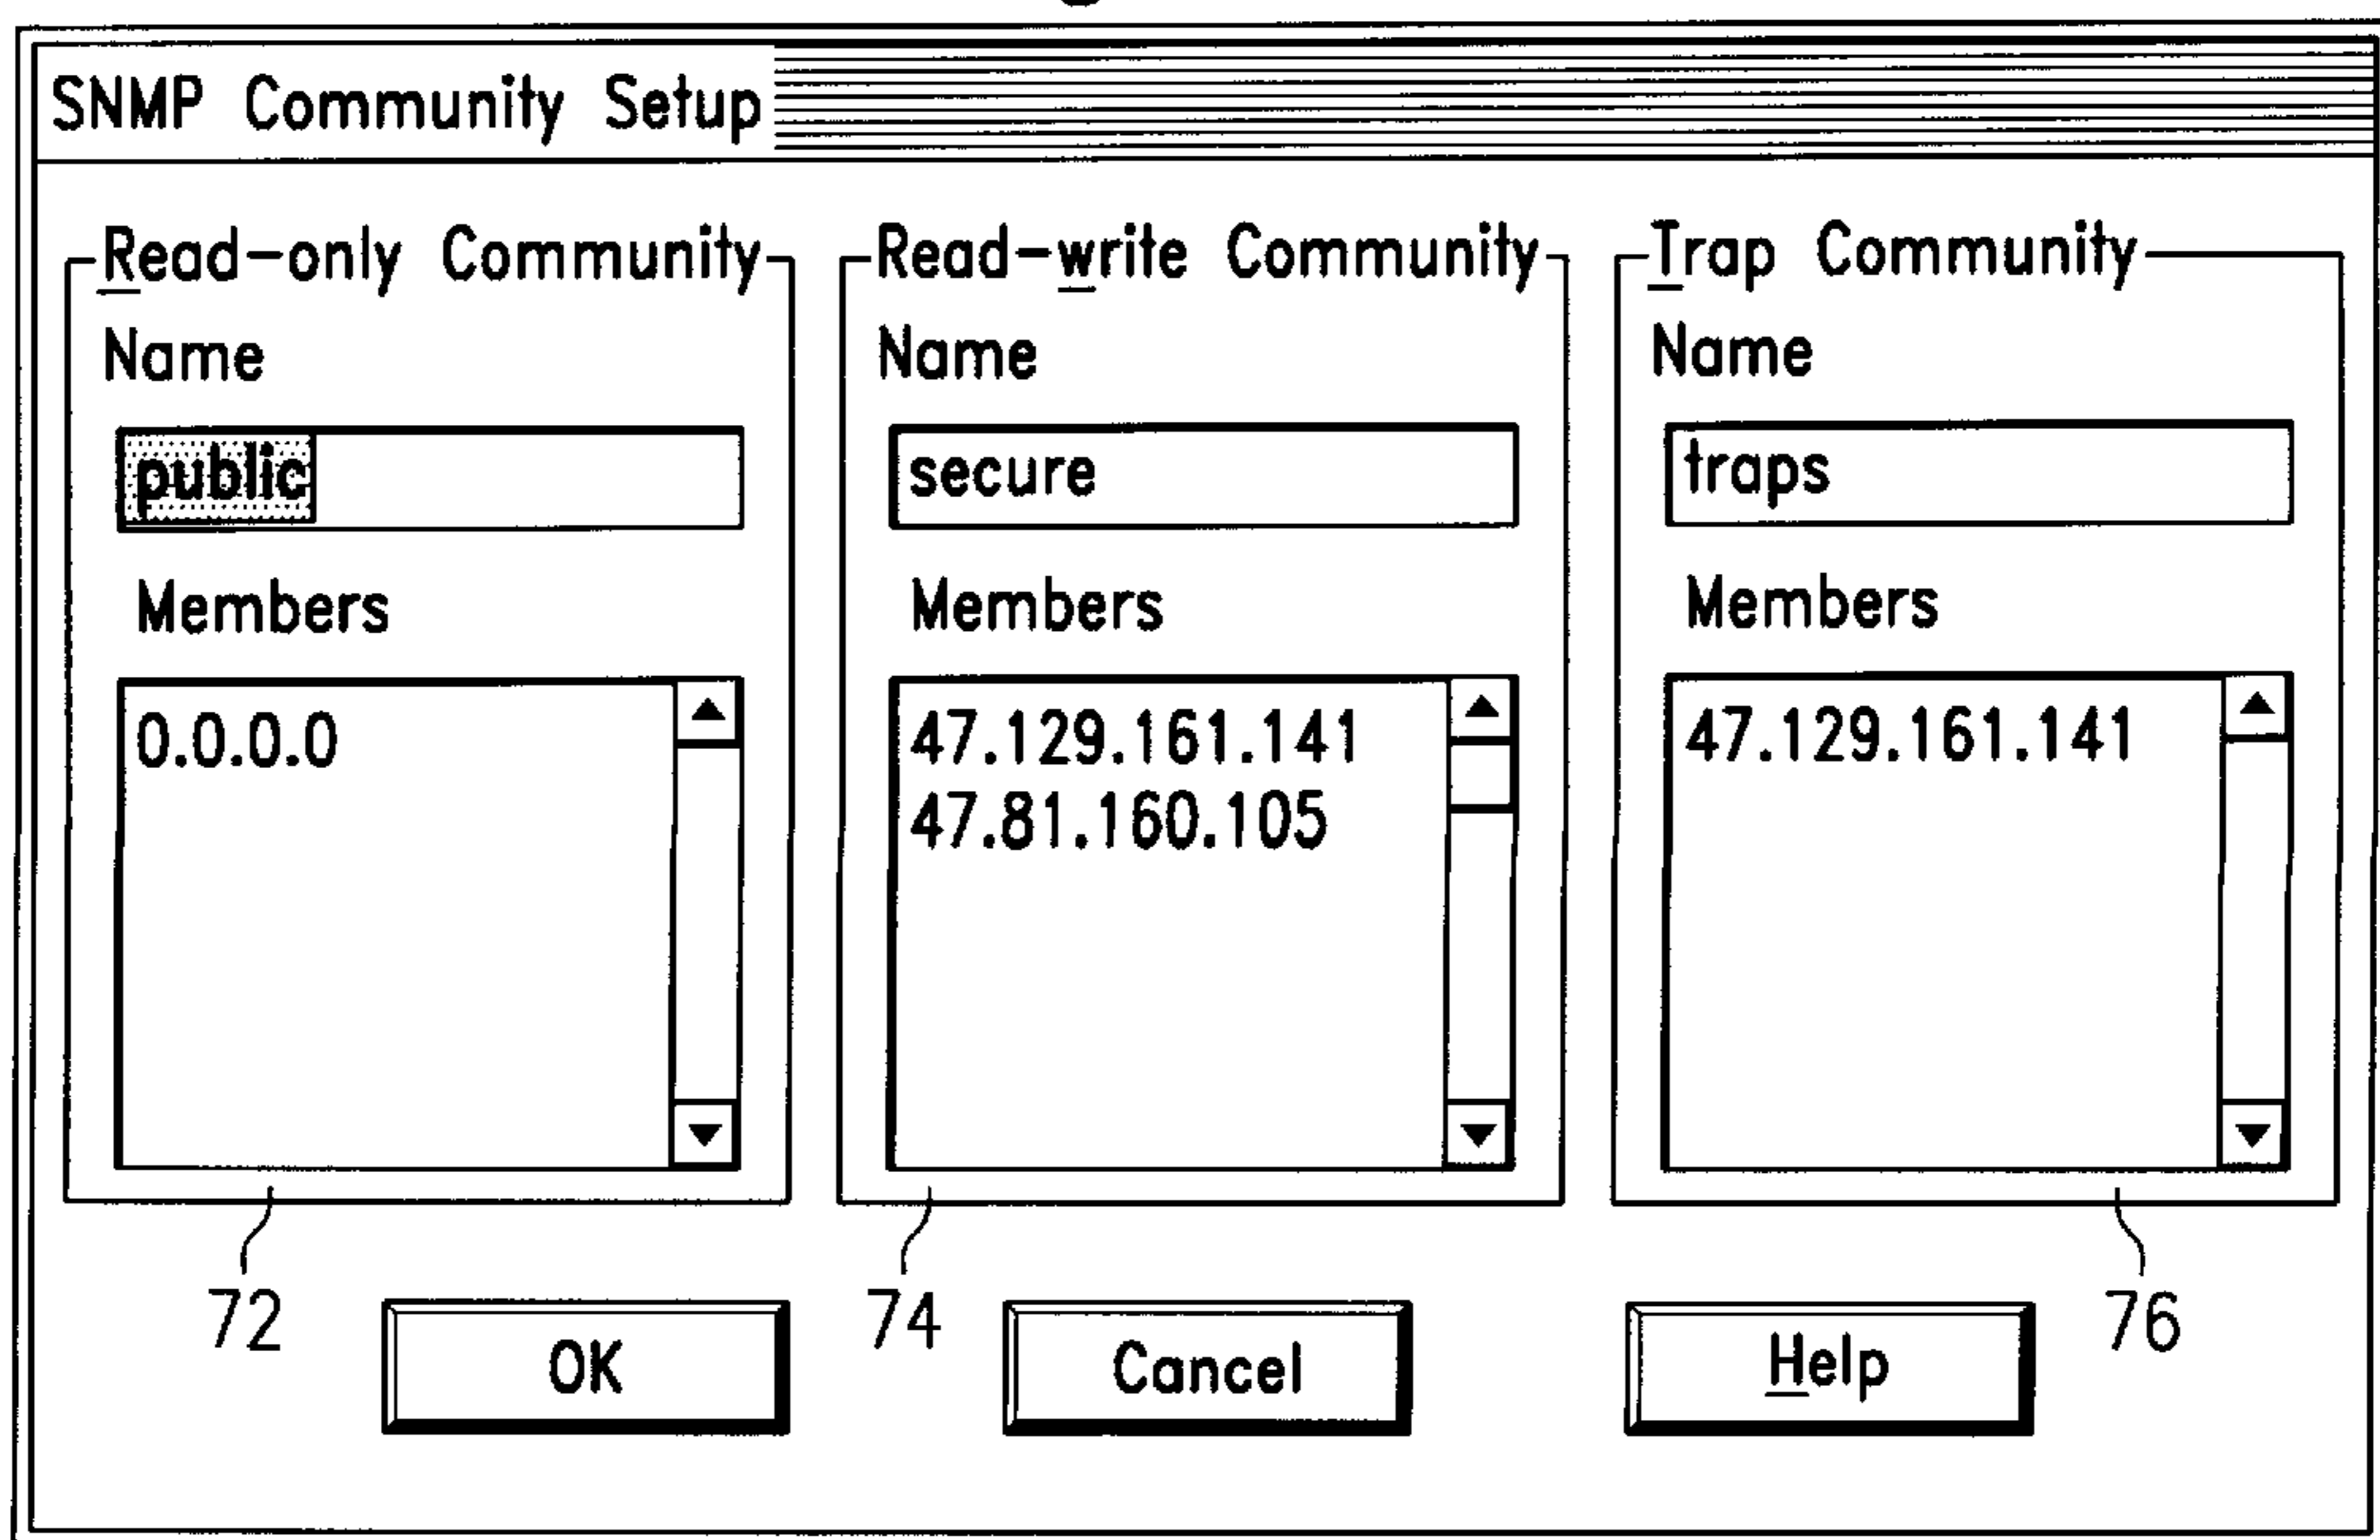 SNMP Community Setup
Read-only Community
Name
public
Members
0.0.0.0
72
Read-write Community
Name
secure
Members
47.129.161.141
47.81.160.105
74
Trap Community
Name
traps
Members
47.129.161.141
76
OK
Cancel
Help